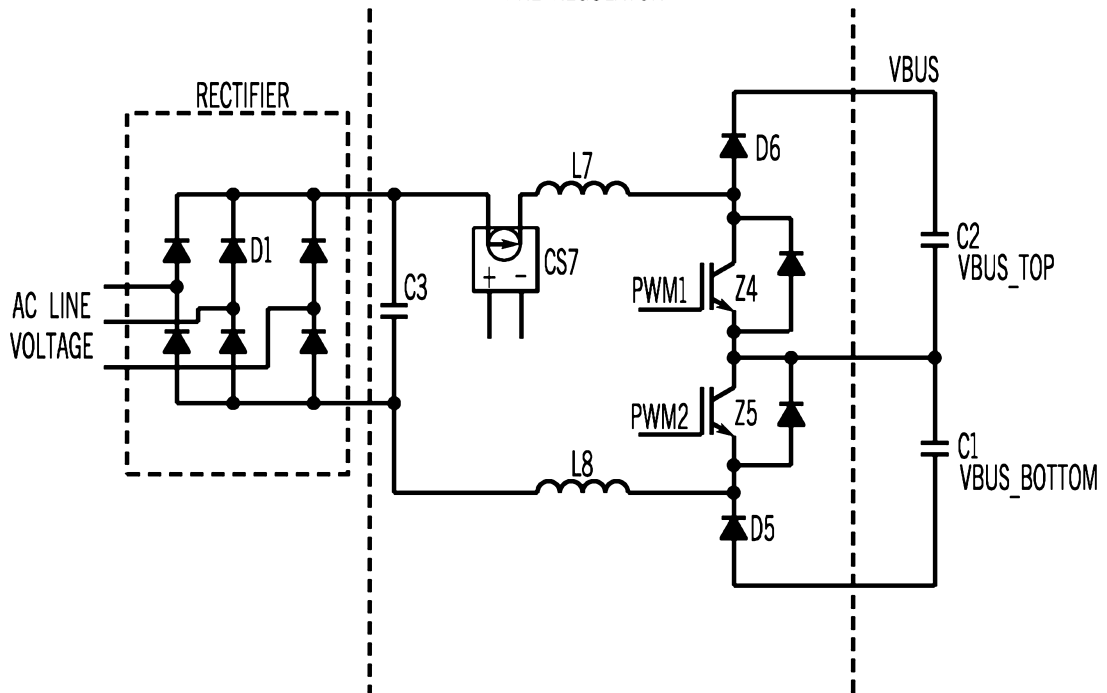 VBUS
RECTIFIER
D6
L7
D1
CS7
+ -
C2
VBUS_TOP
C3
PWM1
Z4
AC LINE
VOLTAGE
PWM2
Z5
L8
C1
VBUS_BOTTOM
D5